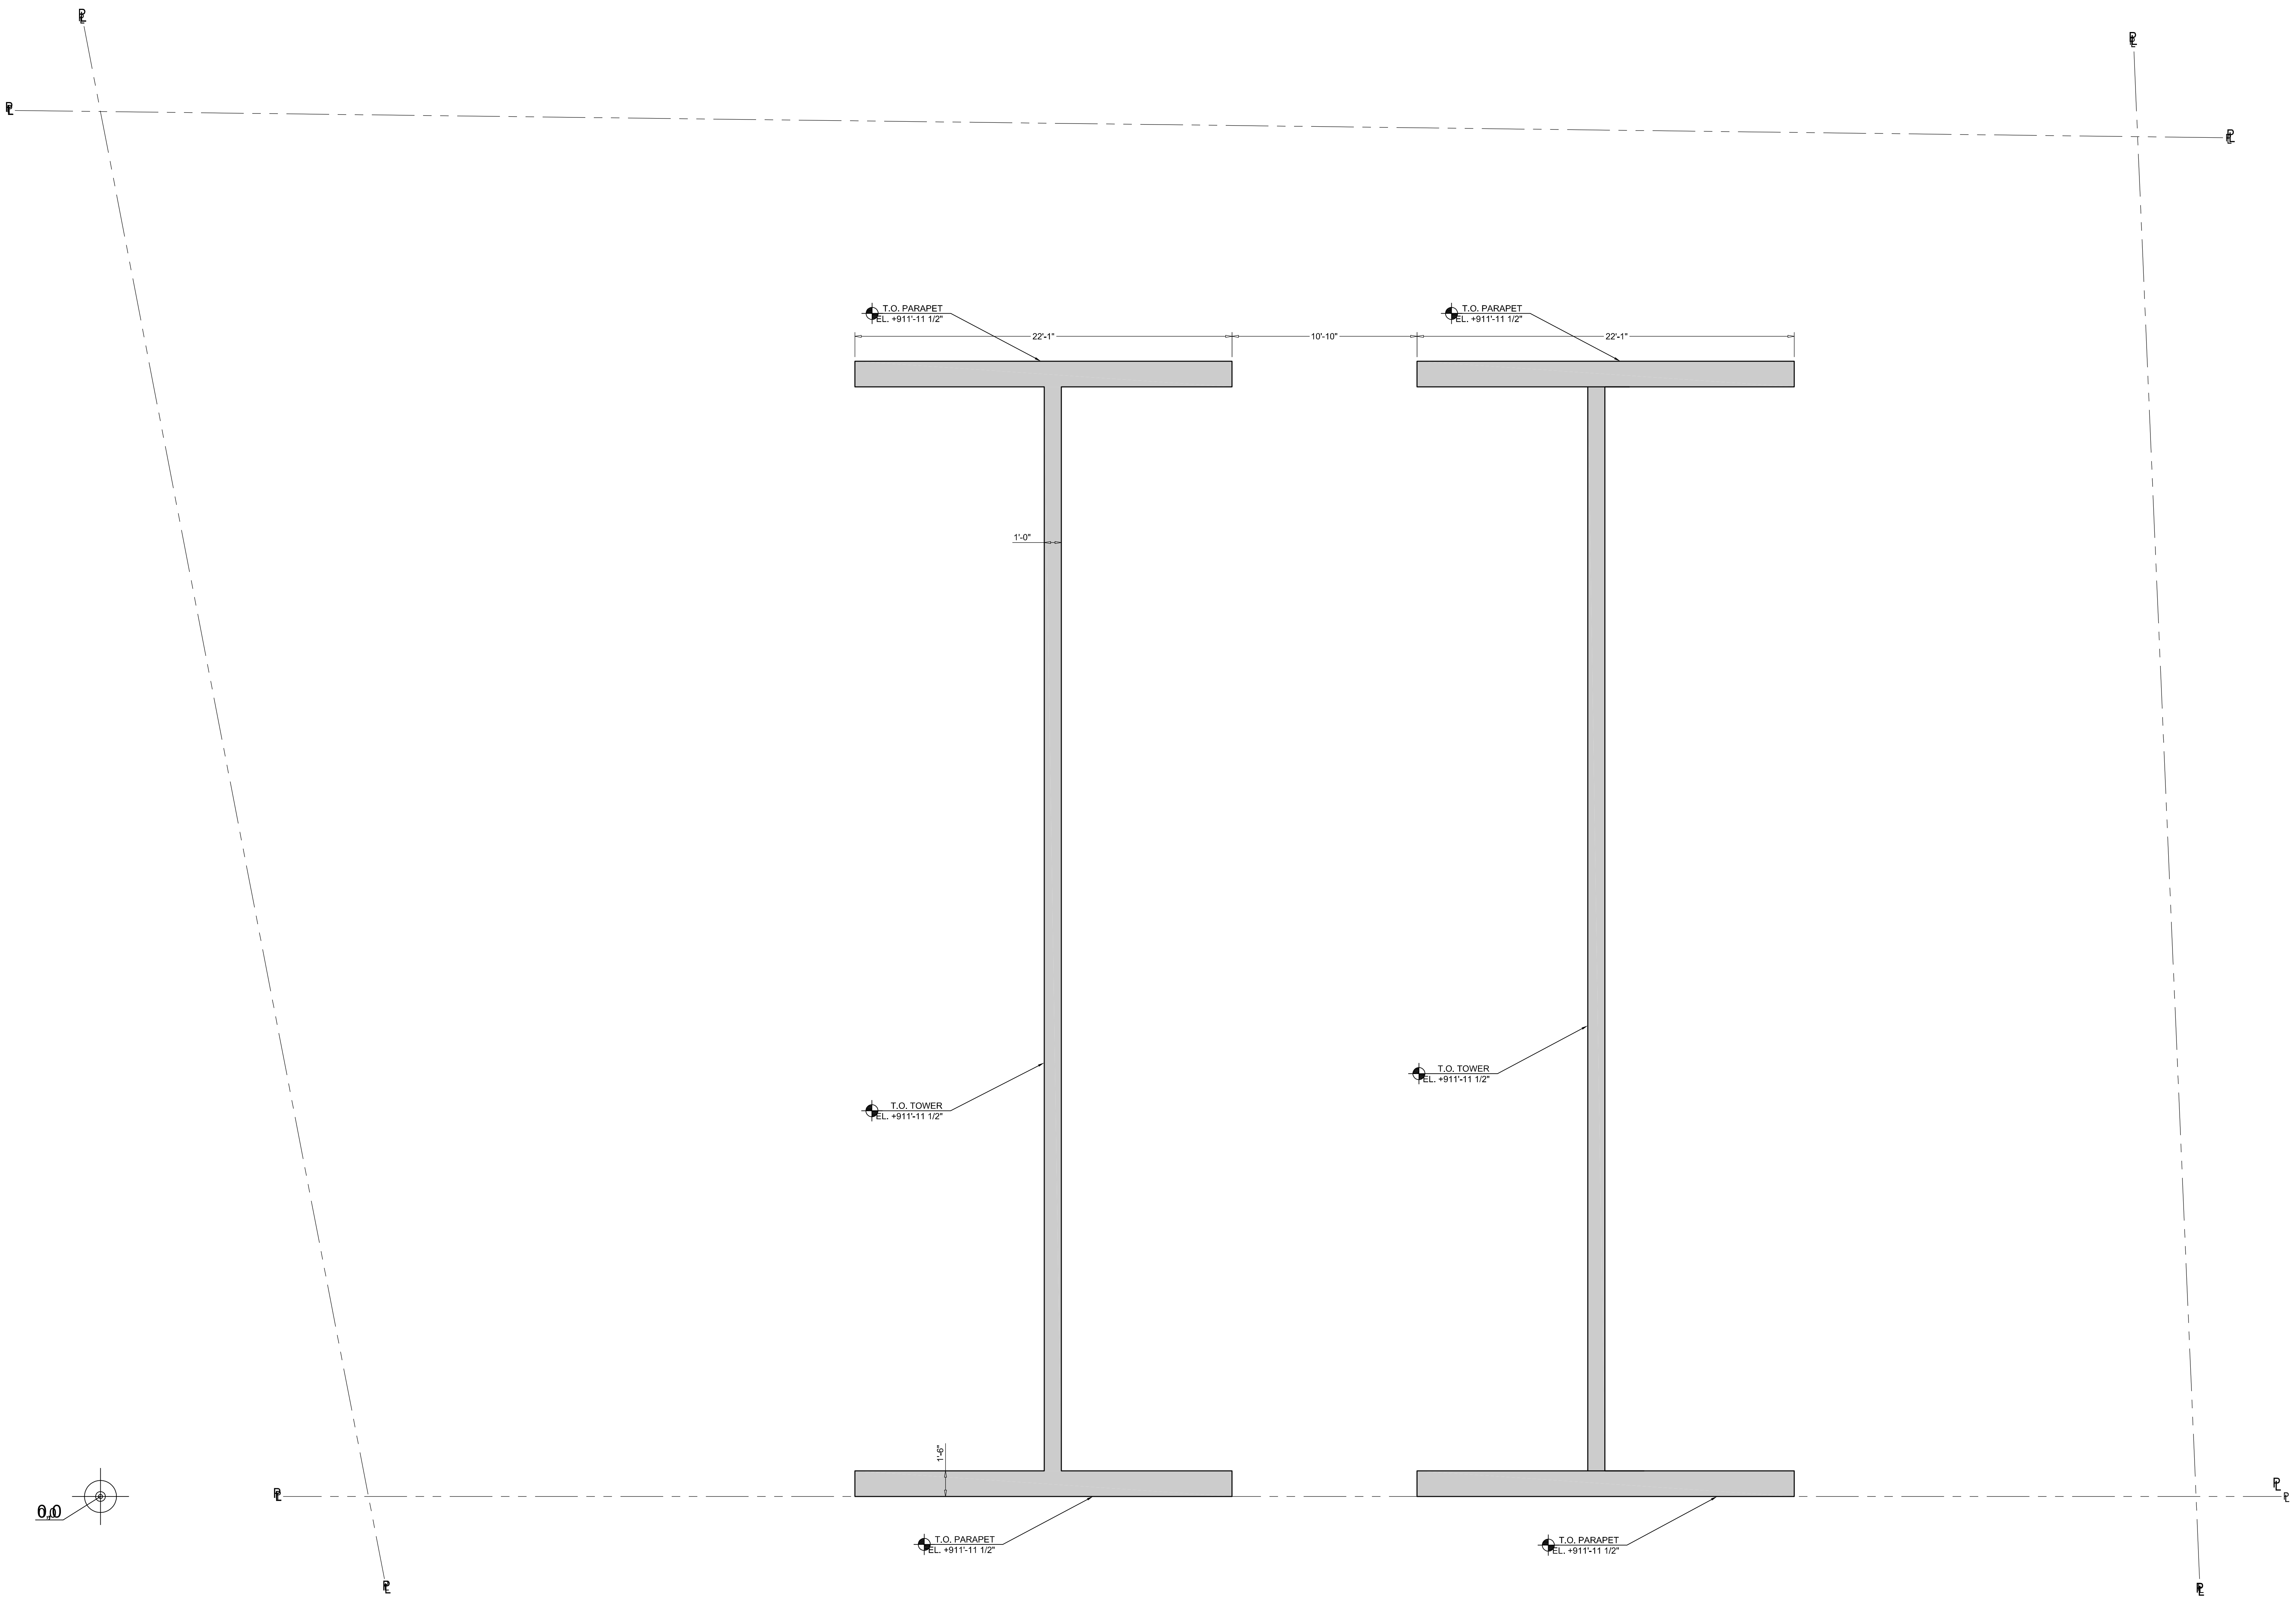 PL
PL
PL
PL
T.O. PARAPET
EL. +911'-11 1/2"
T.O. PARAPET
EL. +911'-11 1/2"
22'-1"
10'-10"
22'-1"
1'-0"
T.O. TOWER
EL. +911'-11 1/2"
T.O. TOWER
EL. +911'-11 1/2"
1'-6"
PL
PL
PL
0,0
T.O. PARAPET
EL. +911'-11 1/2"
T.O. PARAPET
EL. +911'-11 1/2"
PL
PL